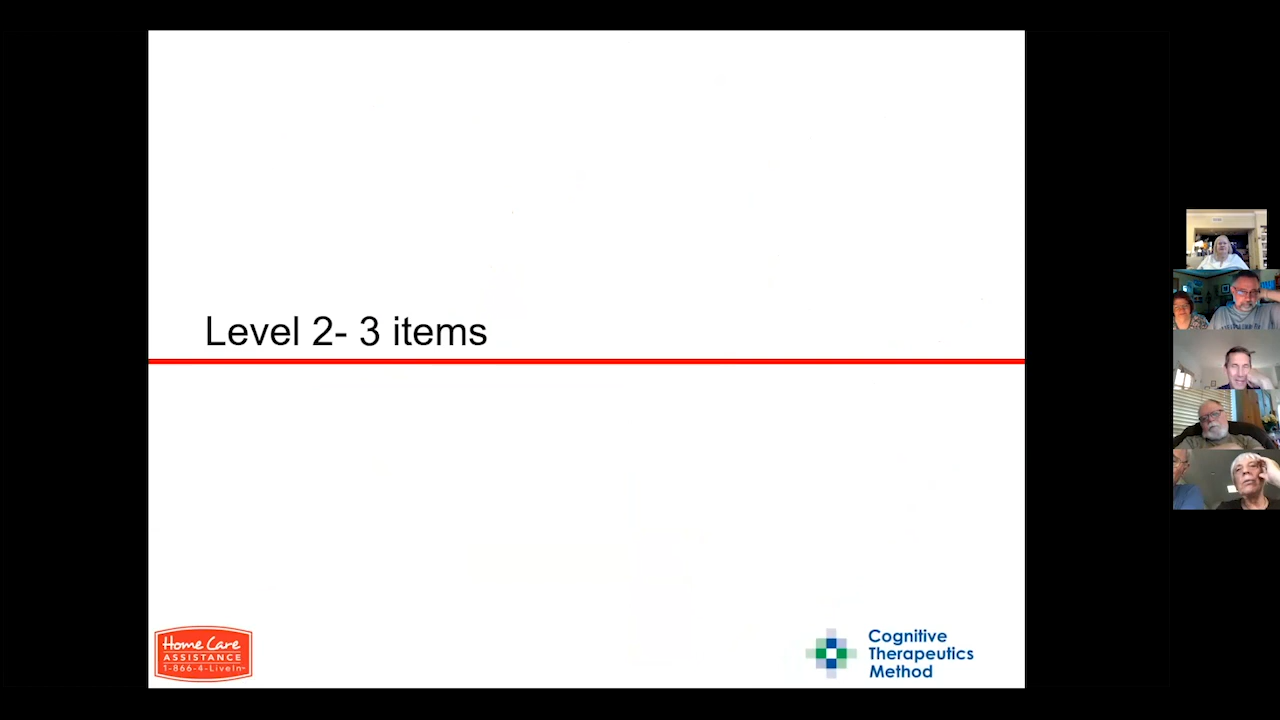 Level 2- 3 items
Home Care
ASSISTANCE
1-866-4-LiveIn
Cognitive
Therapeutics
Method